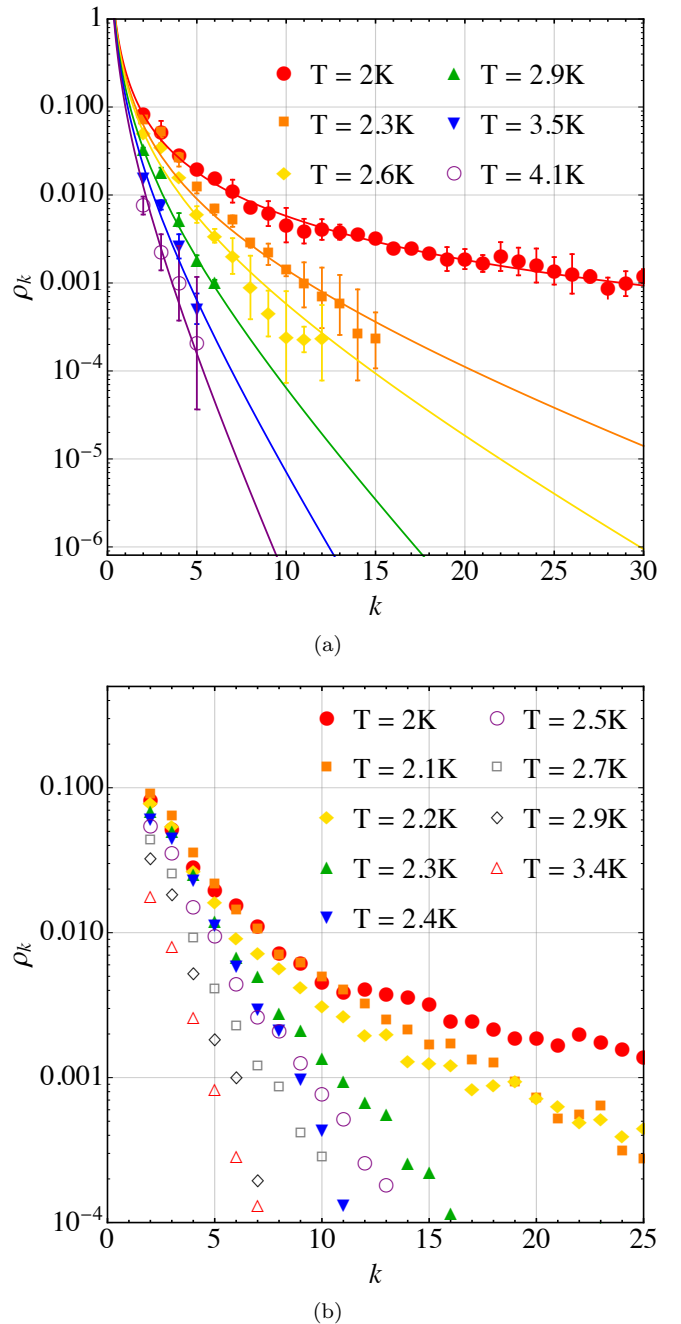 1
0.100
0.010
0.001
10⁻⁴
10⁻⁵
10⁻⁶
ρₖ
T = 2K
T = 2.3K
T = 2.6K
T = 2.9K
T = 3.5K
T = 4.1K
0 5 10 15 20 25 30
k
(a)
0.100
0.010
0.001
10⁻⁴
ρₖ
T = 2K
T = 2.1K
T = 2.2K
T = 2.3K
T = 2.4K
T = 2.5K
T = 2.7K
T = 2.9K
T = 3.4K
0 5 10 15 20 25
k
(b)